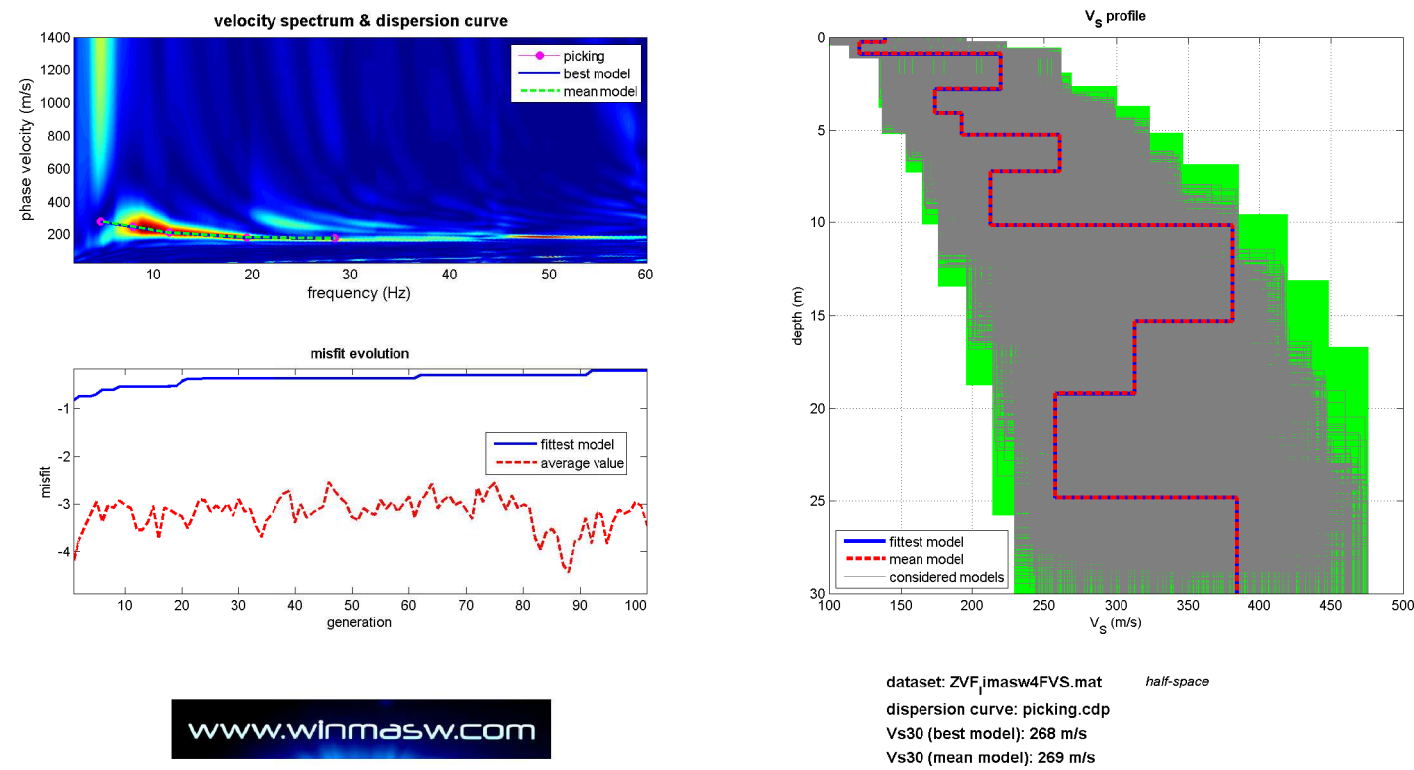 velocity spectrum & dispersion curve
1400
1200
1000
800
600
400
200
phase velocity (m/s)
picking
best model
mean model
10
20
30
40
50
60
frequency (Hz)
misfit evolution
-1
-2
-3
-4
misfit
fittest model
average value
10
20
30
40
50
60
70
80
90
100
generation
www.winmasw.com
VS profile
0
5
10
15
20
25
30
depth (m)
fittest model
mean model
considered models
100
150
200
250
300
350
400
450
500
VS (m/s)
dataset: ZVF_limasw4FVS.mat half-space
dispersion curve: picking.cdp
Vs30 (best model): 268 m/s
Vs30 (mean model): 269 m/s